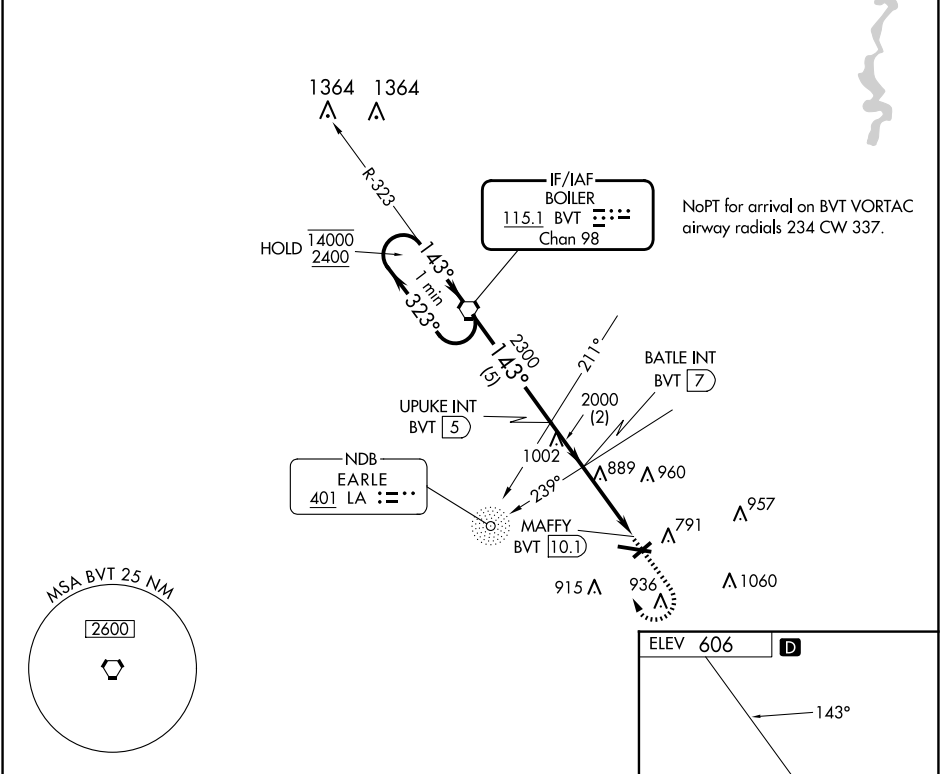 1364 1364
R-323
IF/IAF
BOILER
115.1 BVT
Chan 98
NoPT for arrival on BVT VORTAC
airway radials 234 CW 337.
HOLD 14000
2400
143°
1 min
323°
2300
143°
(5)
211°
BATLE INT
BVT 7
UPUKE INT
BVT 5
2000
(2)
1002
NDB
EARLE
401 LA
239°
889 960
957
MAFFY
BVT 10.1
791
915 936 1060
MSA BVT 25 NM
2600
ELEV 606 D
143°